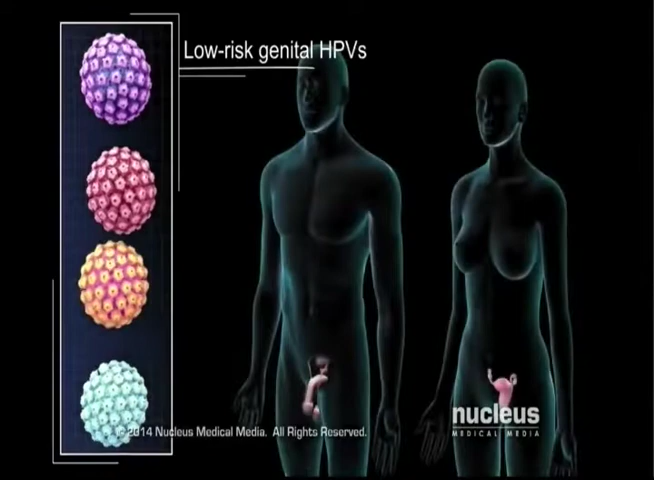 Low-risk genital HPVs
nucleus
MEDICAL MEDIA
© 2014 Nucleus Medical Media. All Rights Reserved.